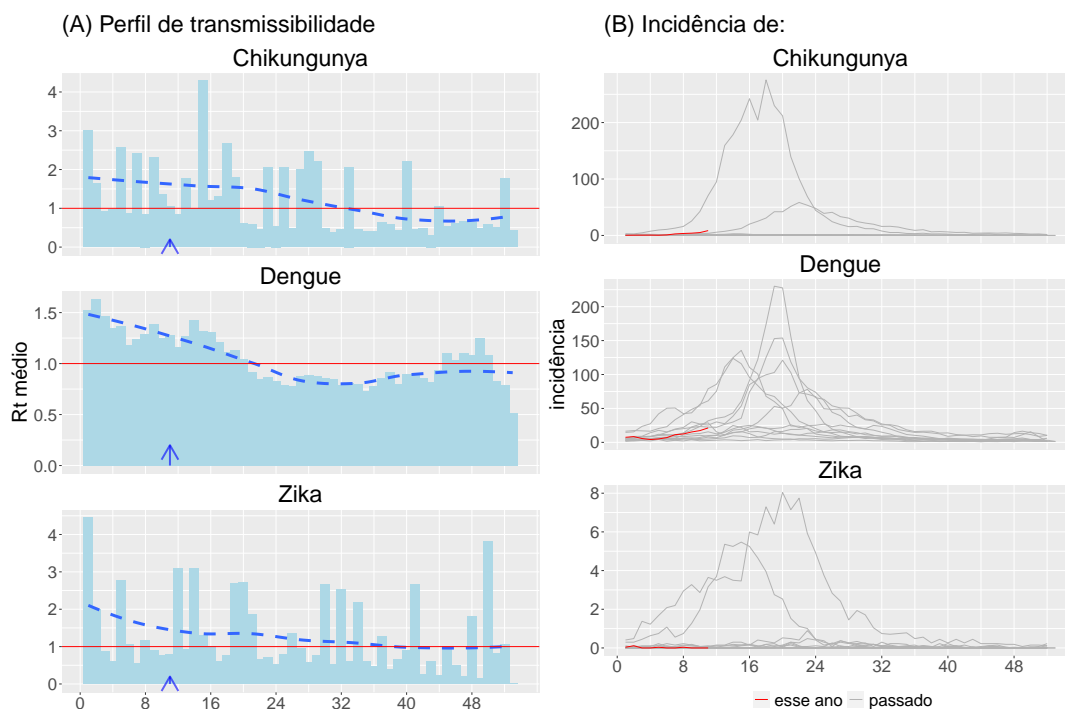 (A) Perfil de transmissibilidade
Chikungunya
4
3
2
1
0
Dengue
1.5
1.0
0.5
0.0
Zika
4
3
2
1
0
0 8 16 24 32 40 48
Rt médio
(B) Incidência de:
Chikungunya
200
100
0
Dengue
200
150
100
50
0
Zika
8
6
4
2
0
0 8 16 24 32 40 48
incidência
esse ano passado